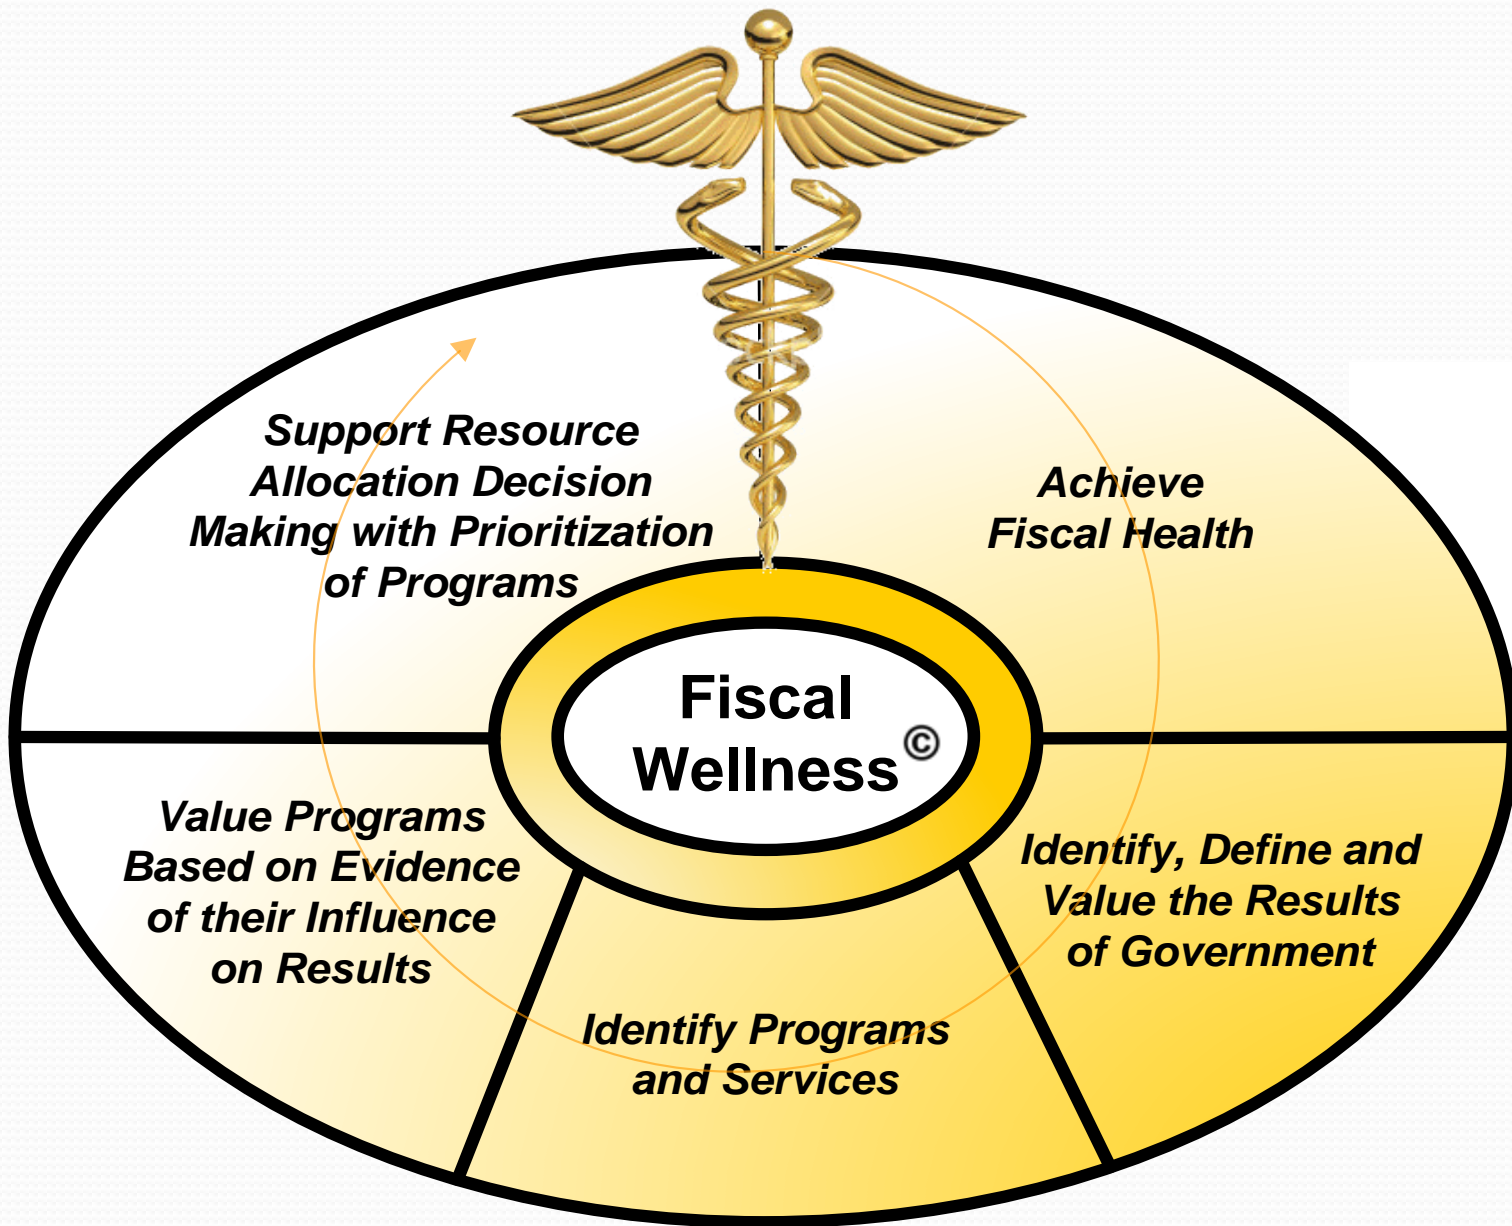 Support Resource
Allocation Decision
Making with Prioritization
of Programs
Achieve
Fiscal Health
Fiscal
Wellness ©
Value Programs
Based on Evidence
of their Influence
on Results
Identify, Define and
Value the Results
of Government
Identify Programs
and Services